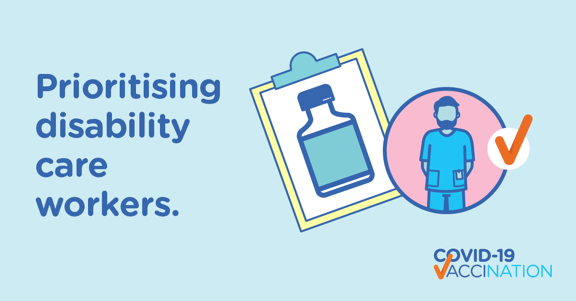 Prioritising
disability
care
workers.
COVID-19
VACCINATION